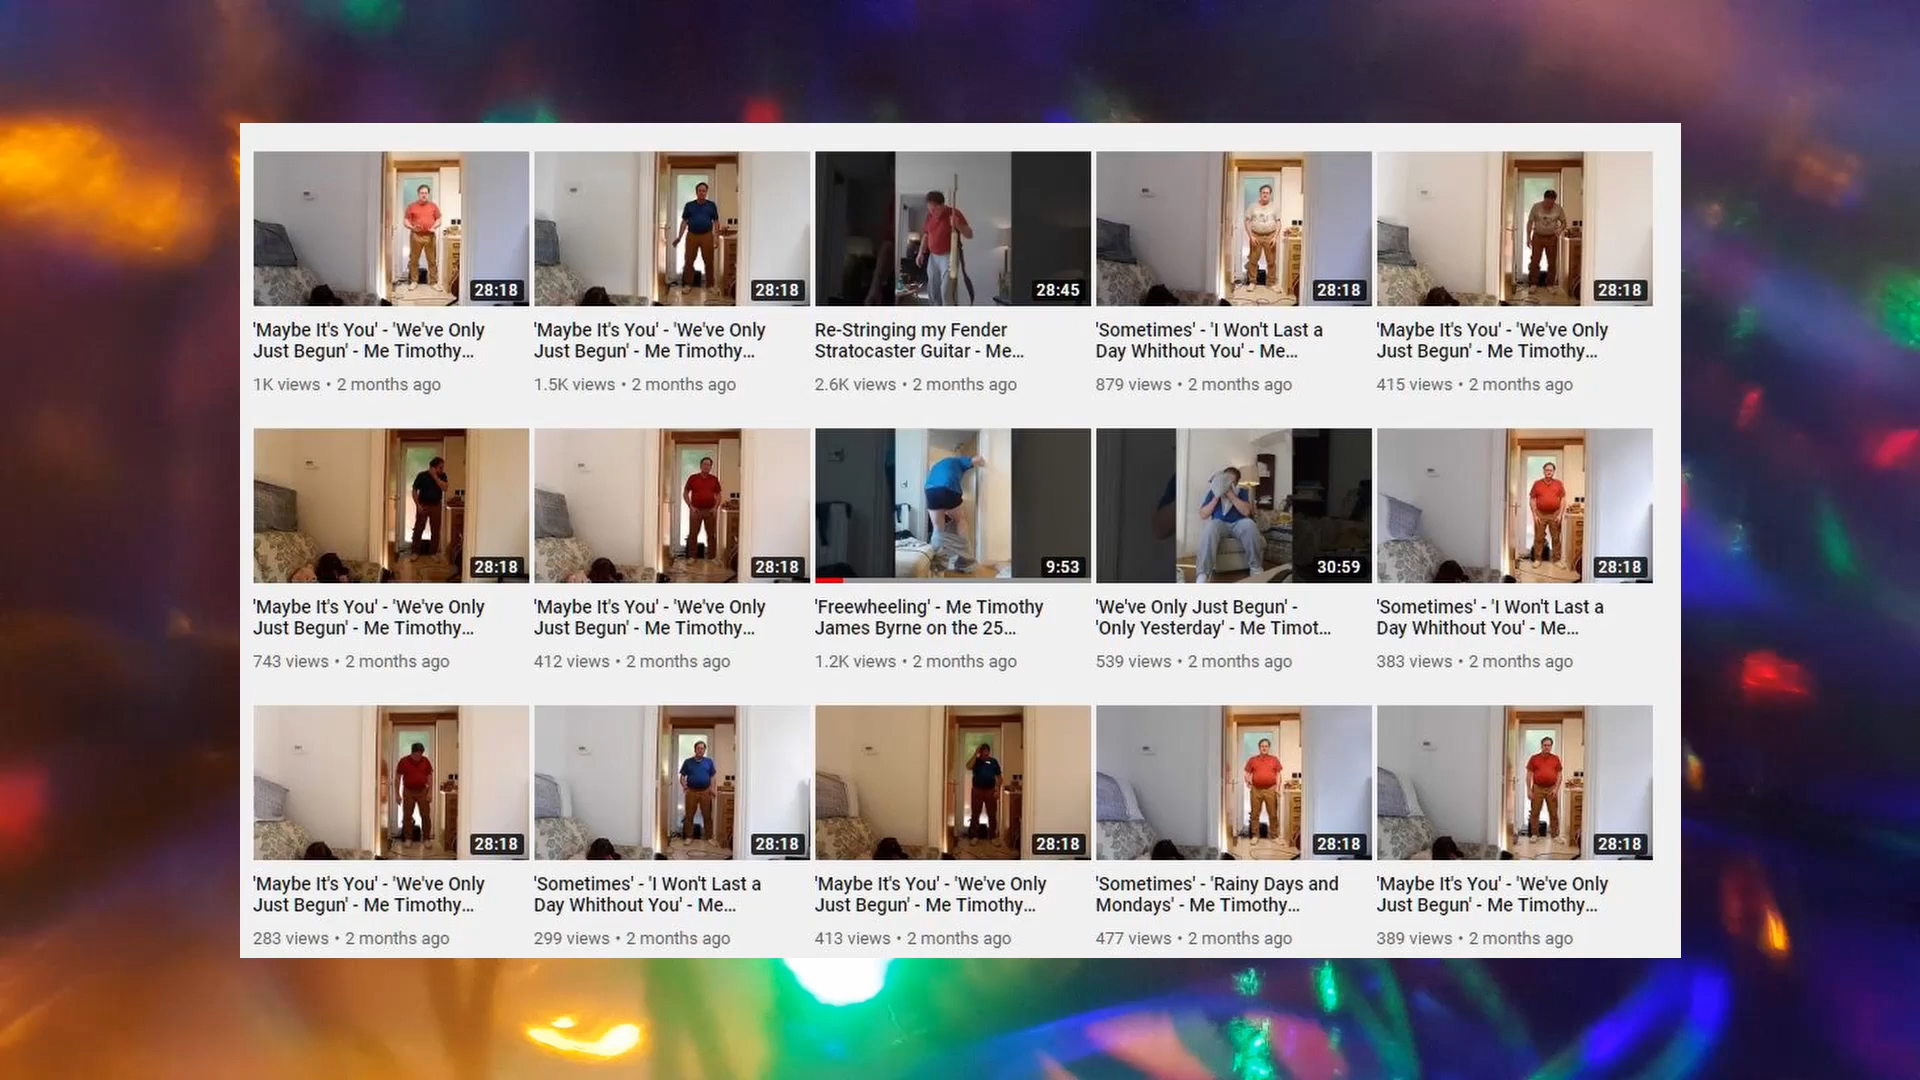 28:18
28:18
28:45
28:18
28:18
'Maybe It's You' - 'We've Only
Just Begun' - Me Timothy...
1K views • 2 months ago
'Maybe It's You' - 'We've Only
Just Begun' - Me Timothy...
1.5K views • 2 months ago
Re-Stringing my Fender
Stratocaster Guitar - Me...
2.6K views • 2 months ago
'Sometimes' - 'I Won't Last a
Day Whithout You' - Me...
879 views • 2 months ago
'Maybe It's You' - 'We've Only
Just Begun' - Me Timothy...
415 views • 2 months ago
28:18
28:18
9:53
30:59
28:18
'Maybe It's You' - 'We've Only
Just Begun' - Me Timothy...
743 views • 2 months ago
'Maybe It's You' - 'We've Only
Just Begun' - Me Timothy...
412 views • 2 months ago
'Freewheeling' - Me Timothy
James Byrne on the 25...
1.2K views • 2 months ago
'We've Only Just Begun' -
'Only Yesterday' - Me Timot...
539 views • 2 months ago
'Sometimes' - 'I Won't Last a
Day Whithout You' - Me...
383 views • 2 months ago
28:18
28:18
28:18
28:18
28:18
'Maybe It's You' - 'We've Only
Just Begun' - Me Timothy...
283 views • 2 months ago
'Sometimes' - 'I Won't Last a
Day Whithout You' - Me...
299 views • 2 months ago
'Maybe It's You' - 'We've Only
Just Begun' - Me Timothy...
413 views • 2 months ago
'Sometimes' - 'Rainy Days and
Mondays' - Me Timothy...
477 views • 2 months ago
'Maybe It's You' - 'We've Only
Just Begun' - Me Timothy...
389 views • 2 months ago